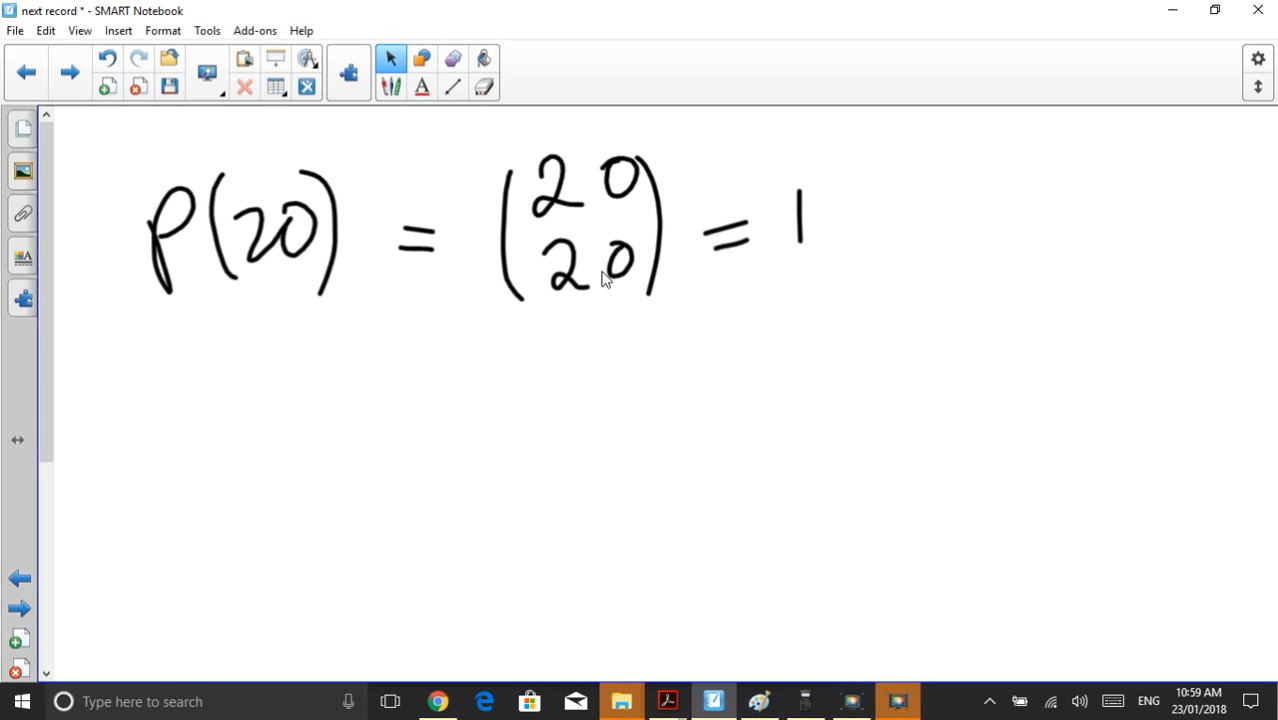 next record * - SMART Notebook
File Edit View Insert Format Tools Add-ons Help
P(20) = (20 20) = 1
Type here to search
ENG
10:59 AM
23/01/2018